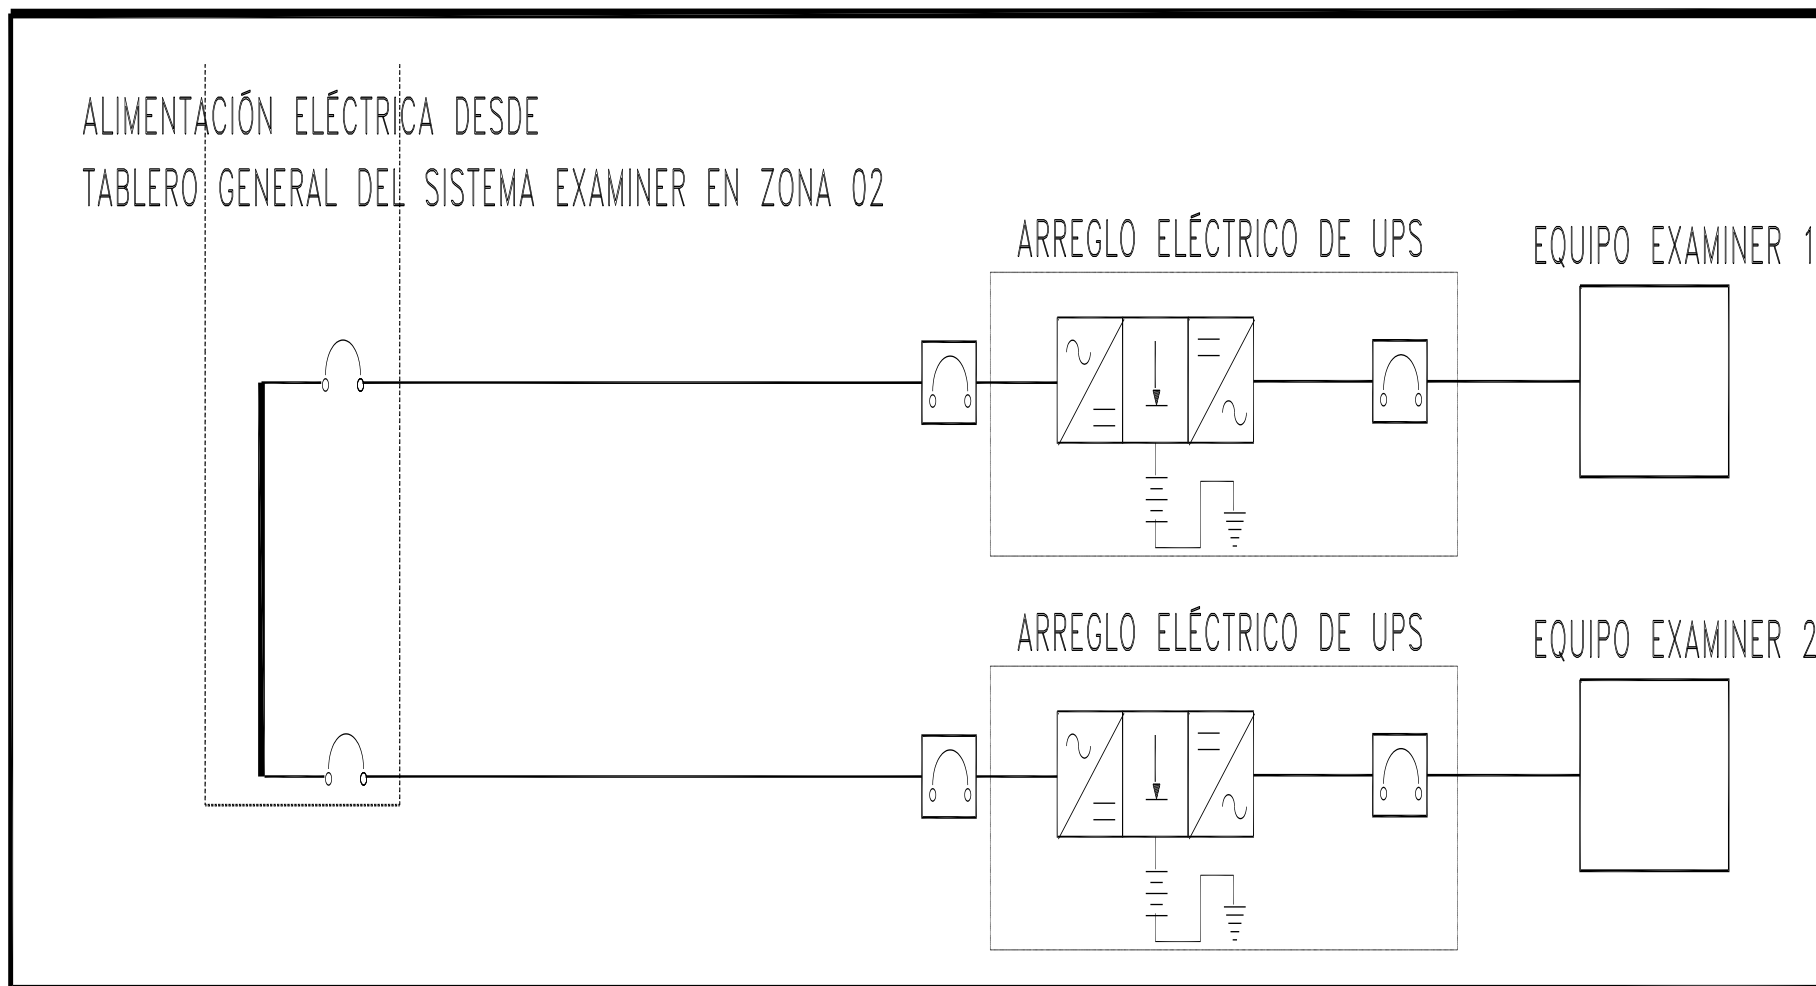 ALIMENTACIÓN ELÉCTRICA DESDE
TABLERO GENERAL DEL SISTEMA EXAMINER EN ZONA 02
ARREGLO ELÉCTRICO DE UPS
EQUIPO EXAMINER 1
ARREGLO ELÉCTRICO DE UPS
EQUIPO EXAMINER 2